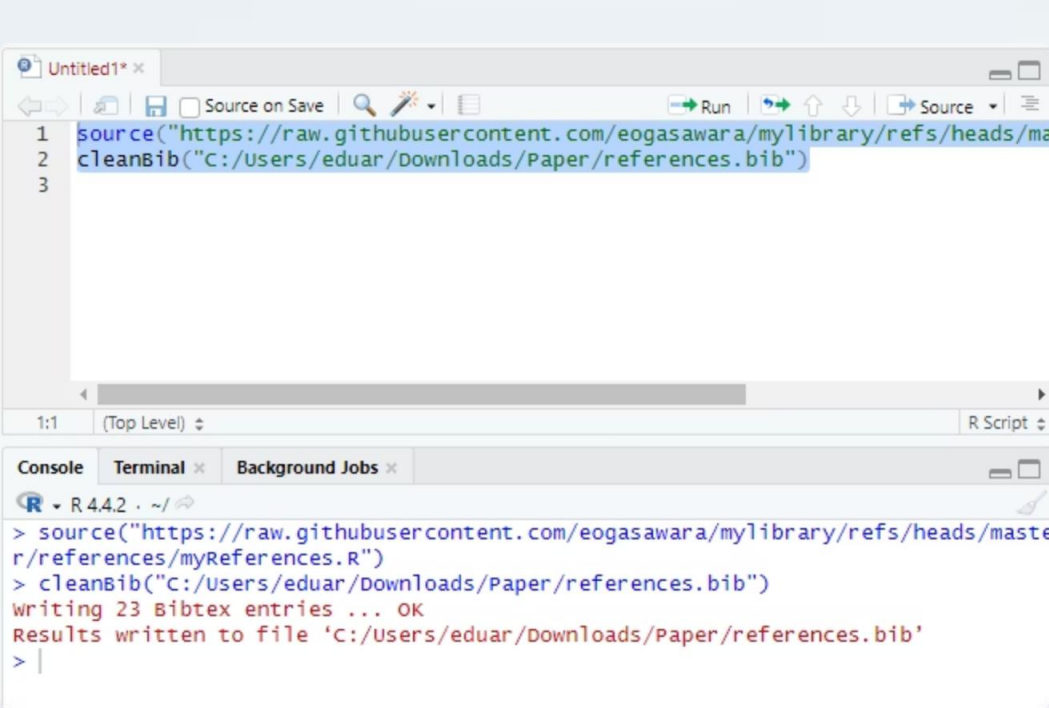 Untitled1*
Source on Save Run Source
1 source("https://raw.githubusercontent.com/eogasawara/mylibrary/refs/heads/ma
2 cleanBib("C:/Users/eduar/Downloads/Paper/references.bib")
3
1:1 (Top Level) R Script
Console Terminal Background Jobs
R R 4.4.2 · ~/
> source("https://raw.githubusercontent.com/eogasawara/mylibrary/refs/heads/maste
r/references/myReferences.R")
> cleanBib("C:/Users/eduar/Downloads/Paper/references.bib")
Writing 23 Bibtex entries ... OK
Results written to file ‘C:/Users/eduar/Downloads/Paper/references.bib’
>